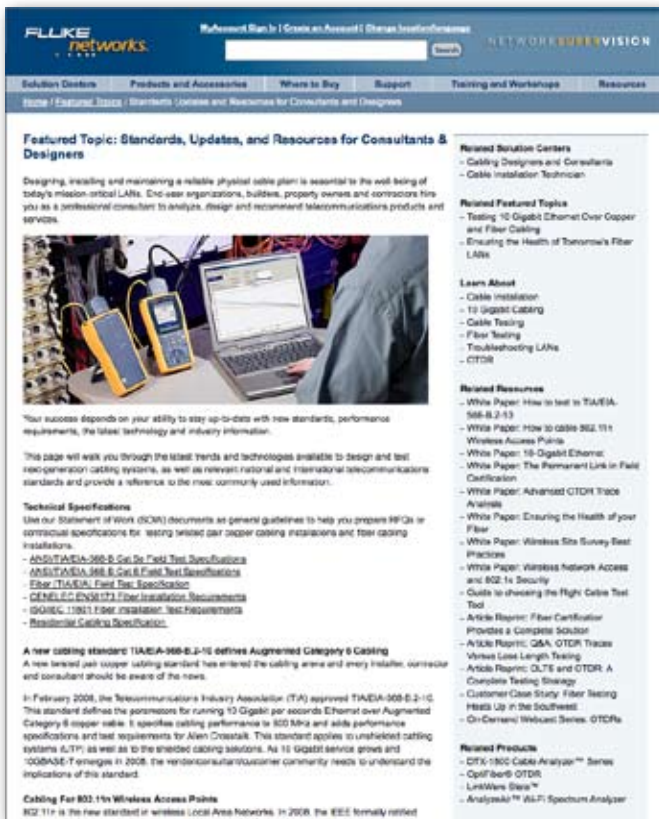 FLUKE
networks.
MyAccount Sign In | Create an Account | Change location/language
Search
NETWORKSUPERVISION
Solution Centers Products and Accessories Where to Buy Support Training and Workshops Resources
Home / Featured Topics / Standards Updates and Resources for Consultants and Designers
Featured Topic: Standards, Updates, and Resources for Consultants &
Designers
Designing, installing and maintaining a reliable physical cable plant is essential to the well-being of
today's mission-critical LANs. End-user organizations, builders, property owners and contractors hire
you as a professional consultant to analyze, design and recommend telecommunications products and
services.
Your success depends on your ability to stay up-to-date with new standards, performance
requirements, the latest technology and industry information.
This page will walk you through the latest trends and technologies available to design and test
next-generation cabling systems, as well as relevant national and international telecommunications
standards and provide a reference to the most commonly used information.
Technical Specifications
Use our Statement of Work (SOW) documents as general guidelines to help you prepare RFQs or
contractual specifications for testing twisted pair copper cabling installations and fiber cabling
installations.
- ANSI/TIA/EIA-568-B Cat 5e Field Test Specifications
- ANSI/TIA/EIA 568-B Cat 6 Field Test Specifications
- Fiber (TIA/EIA) Field Test Specification
- CENELEC EN50173 Fiber Installation Requirements
- ISO/IEC 11801 Fiber Installation Test Requirements
- Residential Cabling Specification
A new cabling standard TIA/EIA-568-B.2-10 defines Augmented Category 6 Cabling
A new twisted pair copper cabling standard has entered the cabling arena and every installer, contractor
and consultant should be aware of the news.
In February 2008, the Telecommunications Industry Association (TIA) approved TIA/EIA-568-B.2-10.
This standard defines the parameters for running 10 Gigabit per seconds Ethernet over Augmented
Category 6 copper cable. It specifies cabling performance to 500 MHz and adds performance
specifications and test requirements for Alien Crosstalk. This standard applies to unshielded cabling
systems (UTP) as well as to the shielded cabling solutions. As 10 Gigabit service grows and
10GBASE-T emerges in 2008, the vendor/consultant/customer community needs to understand the
implications of this standard.
Cabling For 802.11n Wireless Access Points
802.11n is the new standard in wireless Local Area Networks. In 2008, the IEEE formally ratified
Related Solution Centers
- Cabling Designers and Consultants
- Cable Installation Technician
Related Featured Topics
- Testing 10 Gigabit Ethernet Over Copper
and Fiber Cabling
- Ensuring the Health of Tomorrow's Fiber
LANs
Learn About
- Cable Installation
- 10 Gigabit Cabling
- Cable Testing
- Fiber Testing
- Troubleshooting LANs
- OTDR
Related Resources
- White Paper: How to test to TIA/EIA-
568-B.2-10
- White Paper: How to cable 802.11n
Wireless Access Points
- White Paper: 10-Gigabit Ethernet
- White Paper: The Permanent Link in Field
Certification
- White Paper: Advanced OTDR Trace
Analysis
- White Paper: Ensuring the Health of your
Fiber
- White Paper: Wireless Site Survey Best
Practices
- White Paper: Wireless Network Access
and 802.1x Security
- Guide to choosing the Right Cable Test
Tool
- Article Reprint: Fiber Certification
Provides a Complete Solution
- Article Reprint: Q&A: OTDR Traces
Versus Loss Length Testing
- Article Reprint: OLTS and OTDR: A
Complete Testing Strategy
- Customer Case Study: Fiber Testing
Heats Up in the Southwest
- On-Demand Webcast Series: OTDRs
Related Products
- DTX-1800 Cable Analyzer™ Series
- OptiFiber® OTDR
- LinkWare Stats™
- AnalyzeAir™ Wi-Fi Spectrum Analyzer